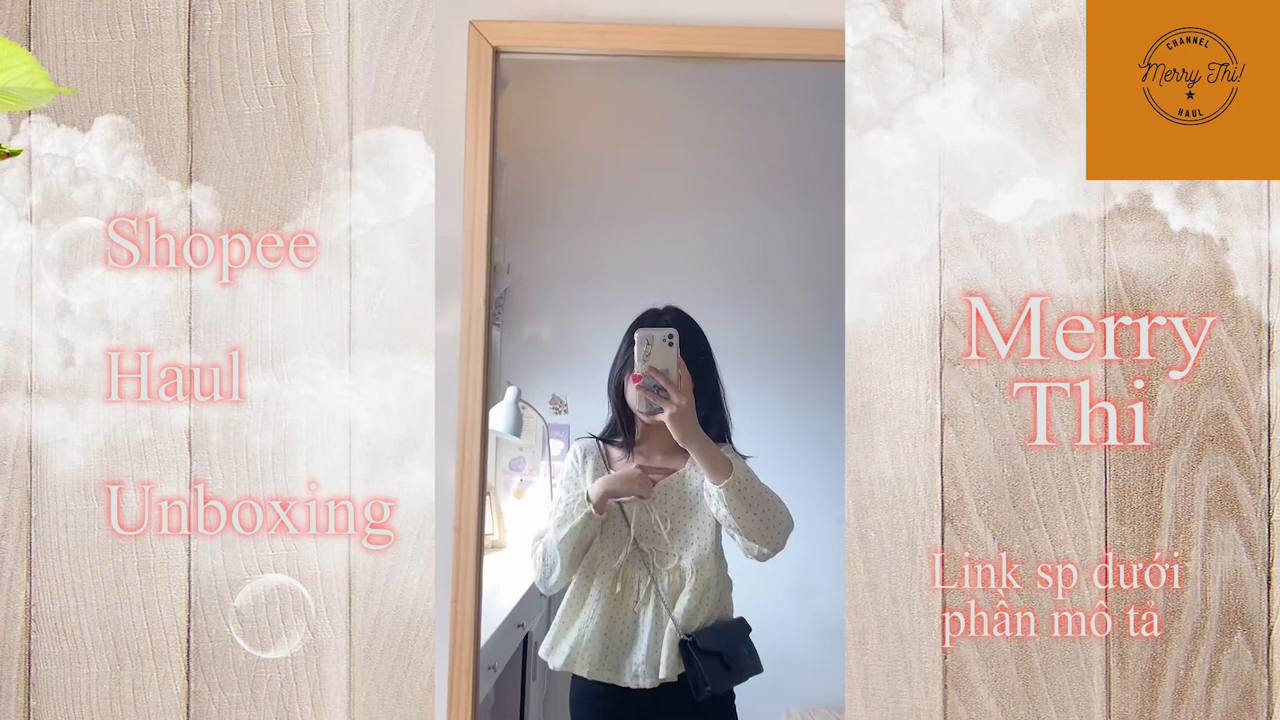 Shopee
Haul
Unboxing
CHANNEL
Merry Thi!
HAUL
Merry
Thi
Link sp dưới
phần mô tả